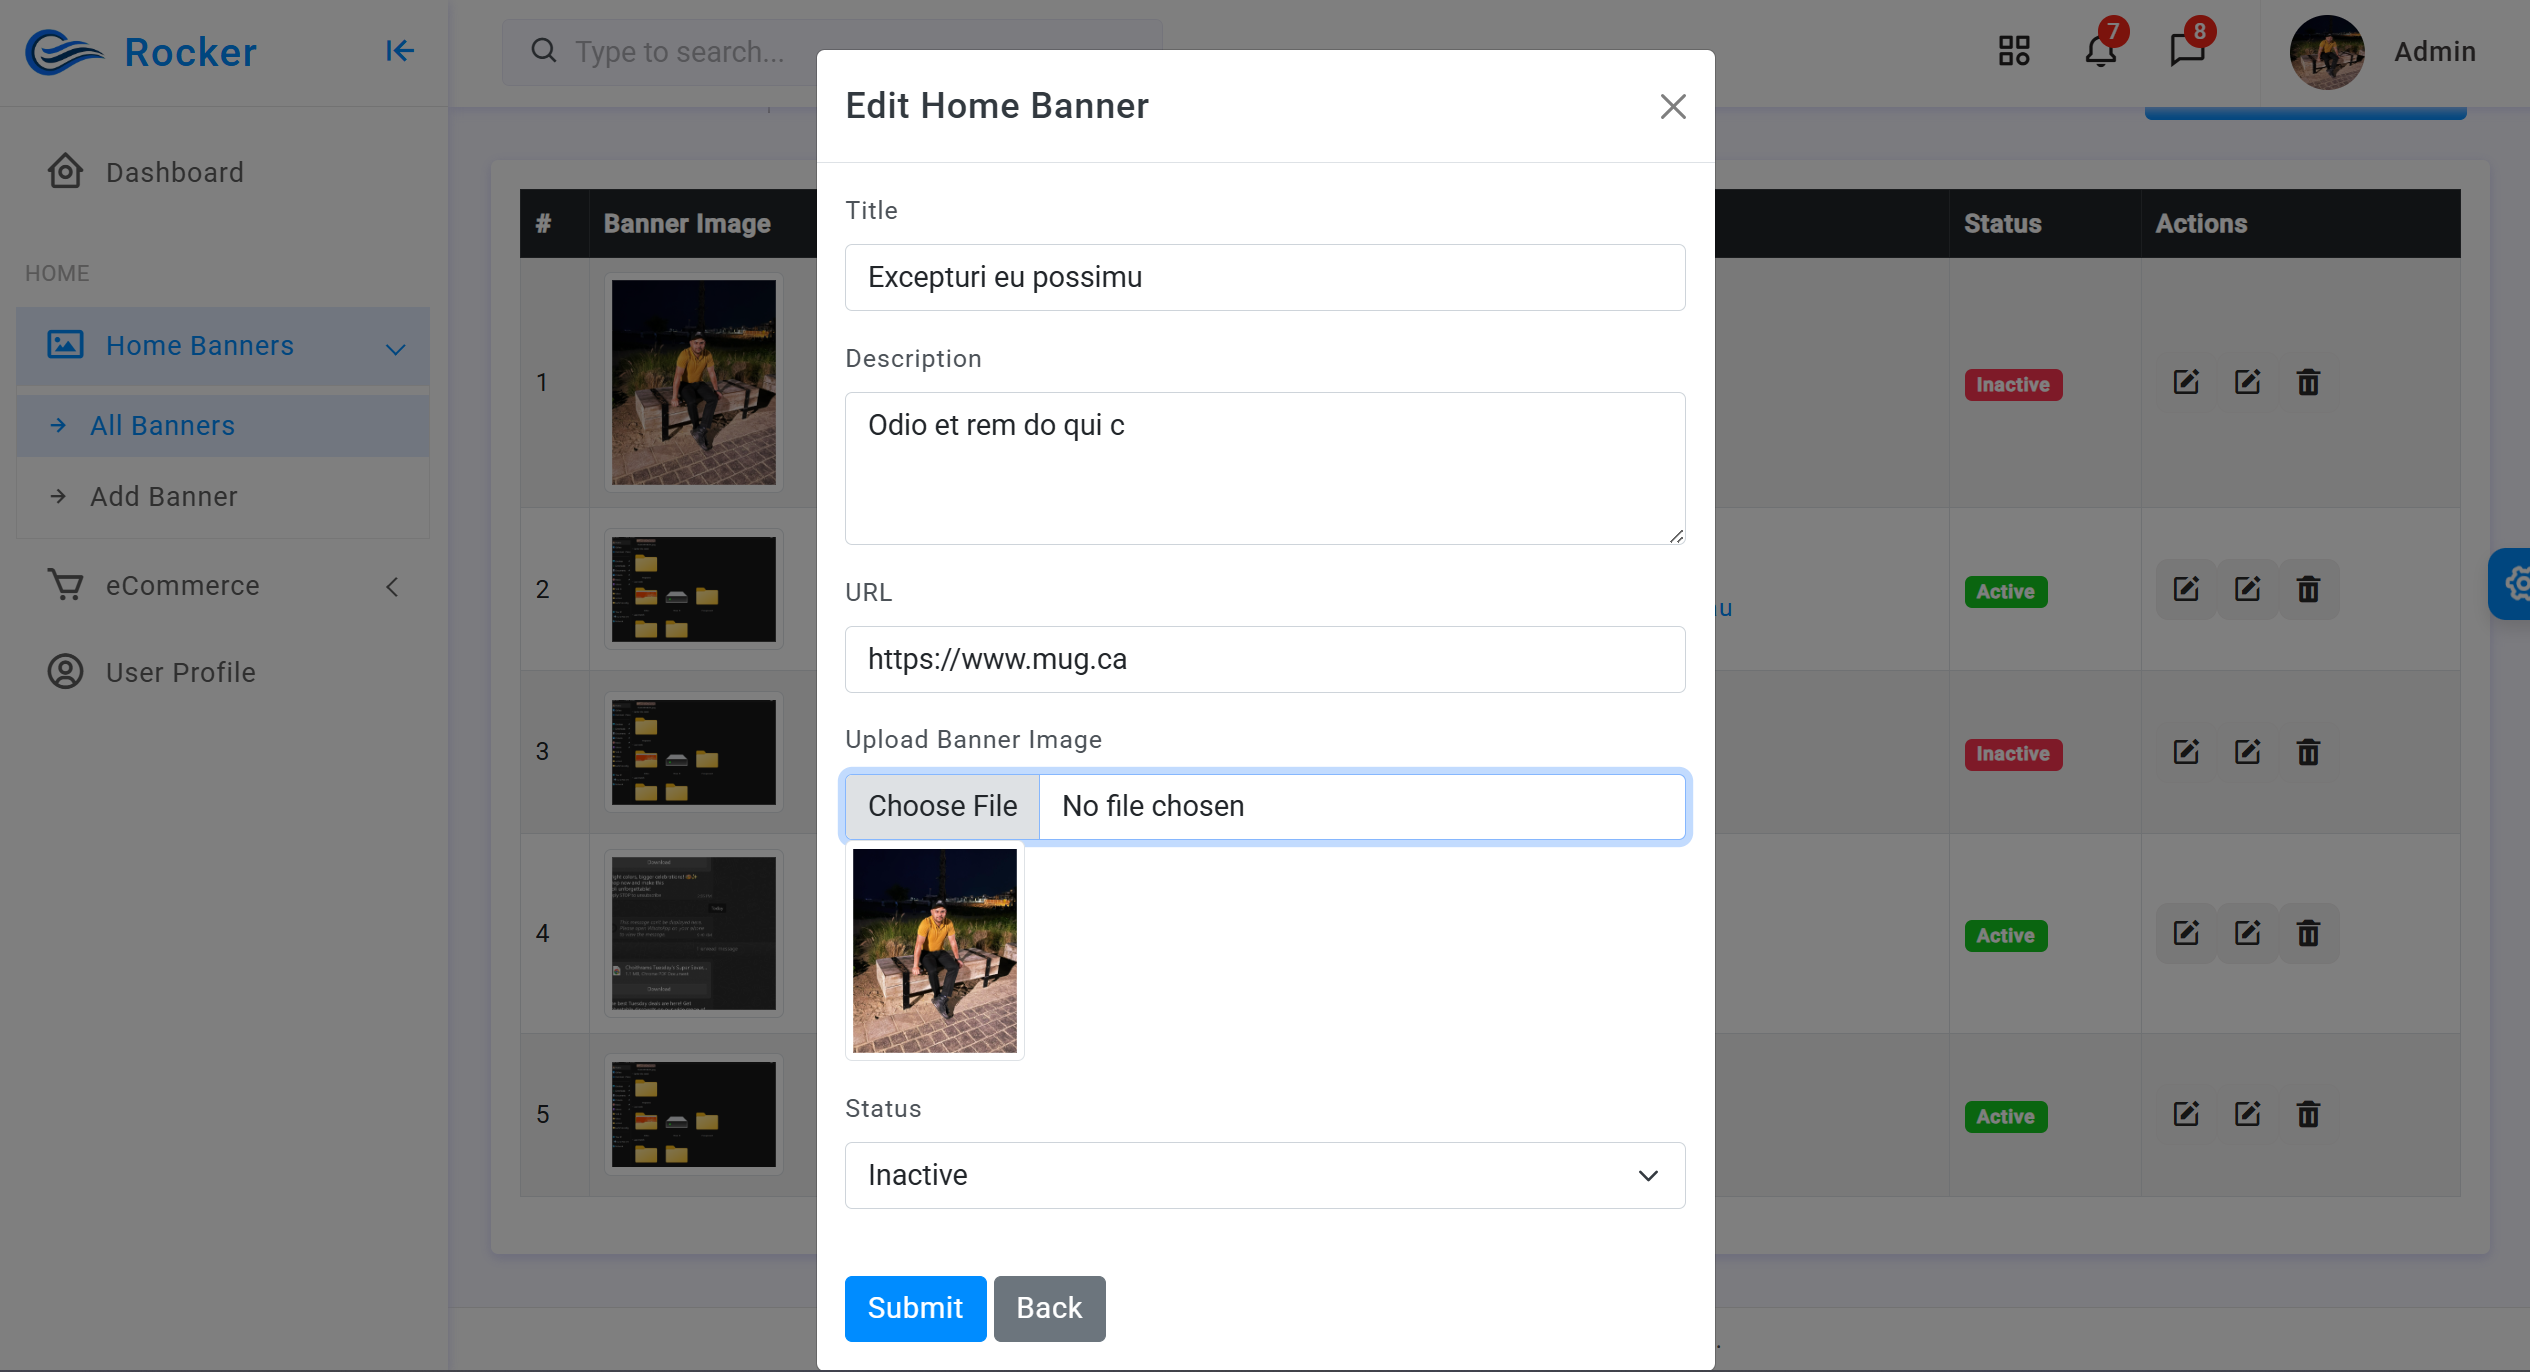 Rocker
Type to search...
7
8
Admin
Dashboard
HOME
Home Banners
All Banners
Add Banner
eCommerce
User Profile
# Banner Image Status Actions
1 Inactive
2 Active
3 Inactive
4 Active
5 Active
Edit Home Banner
Title
Excepturi eu possimu
Description
Odio et rem do qui c
URL
https://www.mug.ca
Upload Banner Image
Choose File No file chosen
Status
Inactive
Submit Back